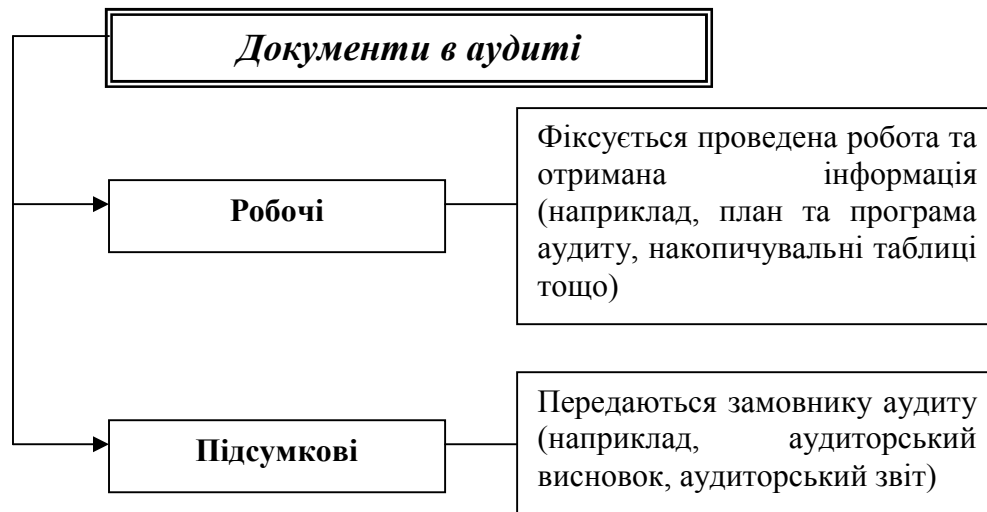 Документи в аудиті
Робочі
Фіксується проведена робота та
отримана інформація
(наприклад, план та програма
аудиту, накопичувальні таблиці
тощо)
Підсумкові
Передаються замовнику аудиту
(наприклад, аудиторський
висновок, аудиторський звіт)